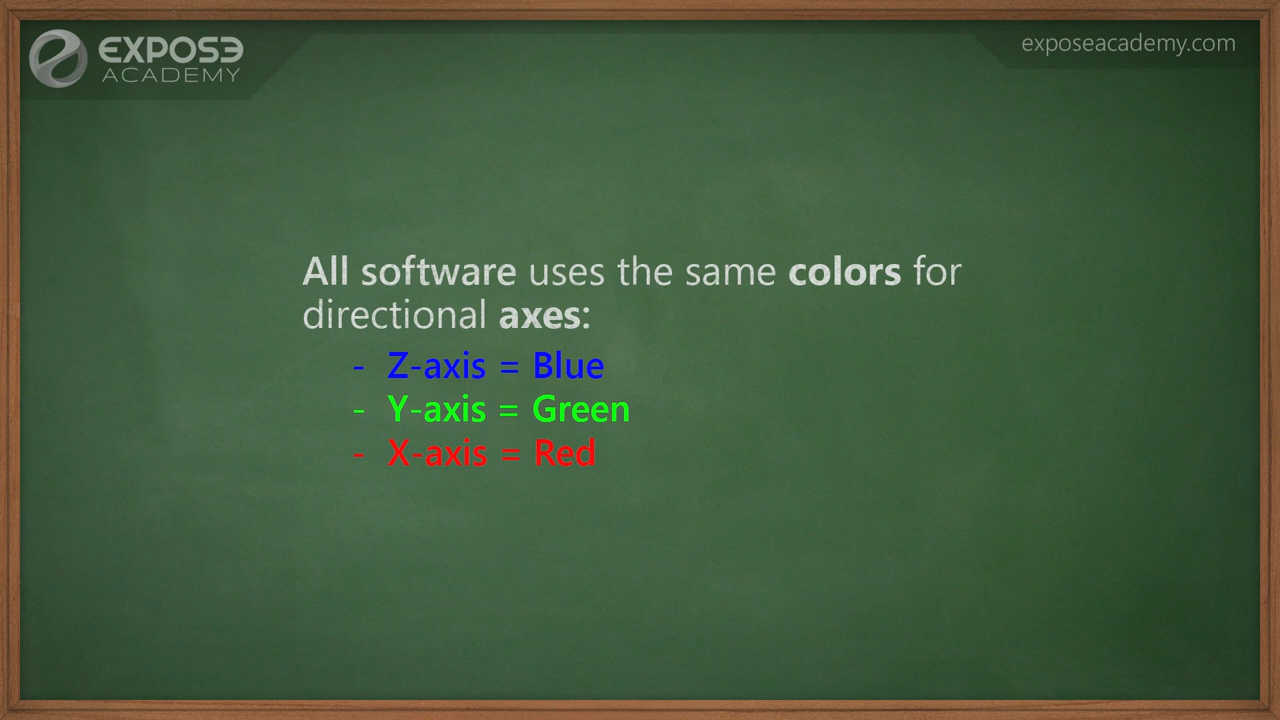 EXPOSE
ACADEMY
exposeacademy.com
All software uses the same colors for
directional axes:
- Z-axis = Blue
- Y-axis = Green
- X-axis = Red